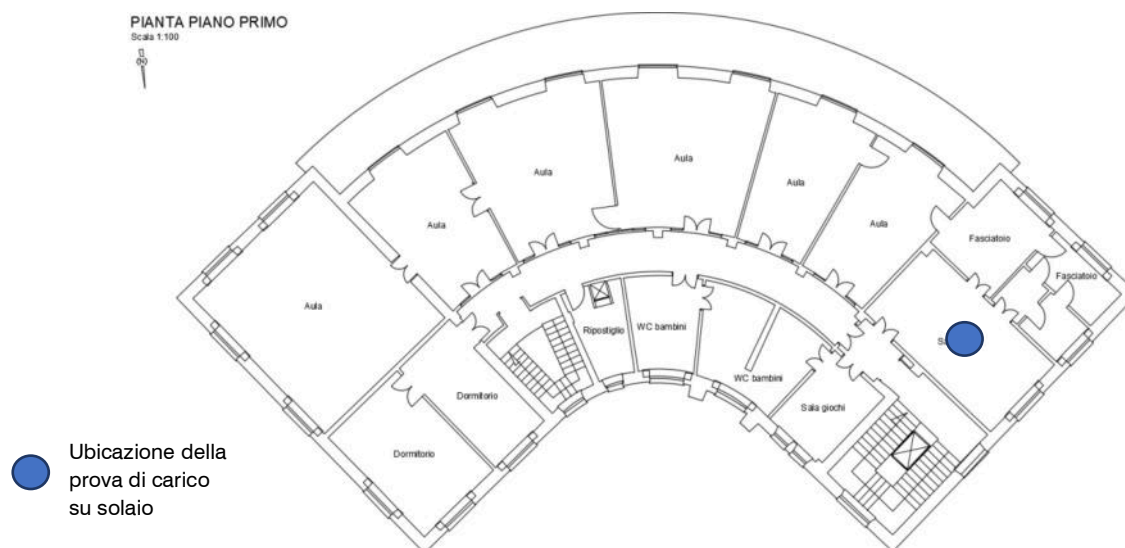 PIANTA PIANO PRIMO
Scala 1:100
Aula
Aula
Aula
Aula
Aula
Aula
Fasciatoio
Fasciatoio
Ripostiglio
WC bambini
WC bambini
Sala giochi
Dormitorio
Dormitorio
Ubicazione della
prova di carico
su solaio